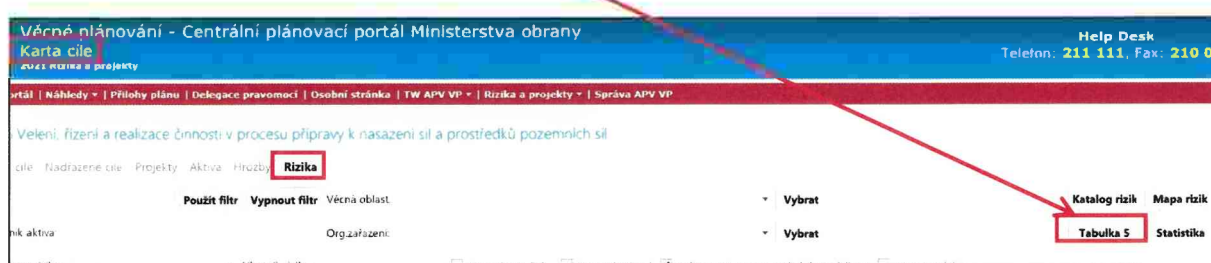 Věcné plánování - Centrální plánovací portál Ministerstva obrany
Karta cíle
2021 Rizika a projekty
Help Desk
Telefon: 211 111, Fax: 210 0
ortál | Náhledy | Přílohy plánu | Delegace pravomocí | Osobní stránka | TW APV VP | Rizika a projekty | Správa APV VP
Velení, řízení a realizace činností v procesu přípravy k nasazení sil a prostředků pozemních sil
cíle Nadřazené cíle Projekty Aktiva Hrozby Rizika
Použít filtr Vypnout filtr Věcná oblast: Vybrat Katalog rizik Mapa rizik
ník aktiva Org.zařazení: Vybrat Tabulka 5 Statistika